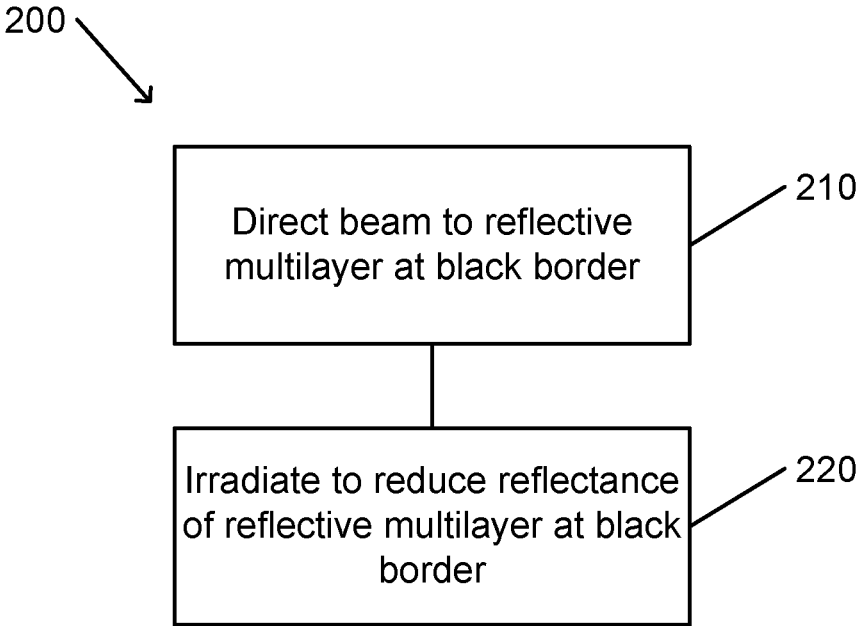 200
210
Direct beam to reflective
multilayer at black border
220
Irradiate to reduce reflectance
of reflective multilayer at black
border